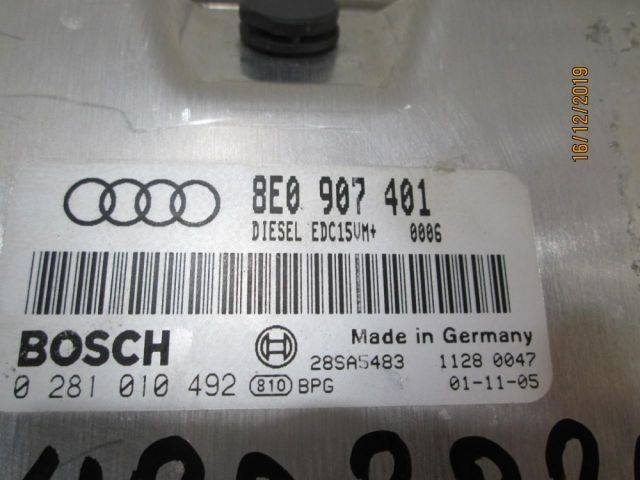 16/12/2019
8E0 907 401
DIESEL EDC15VM+ 0006
BOSCH
Made in Germany
28SA5483 1128 0047
0 281 010 492 810 BPG 01-11-05